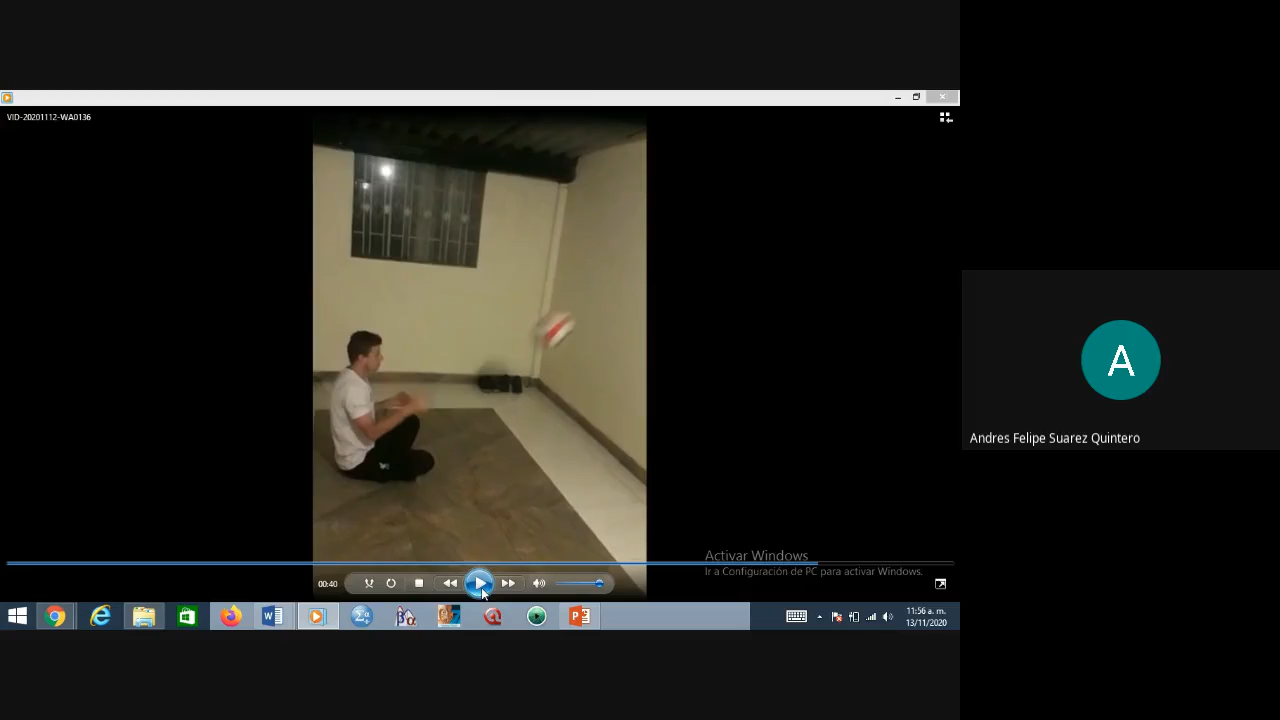 VID-20201112-WA0136
Activar Windows
Ir a Configuración de PC para activar Windows.
00:40
11:56 a. m.
13/11/2020
A
Andres Felipe Suarez Quintero